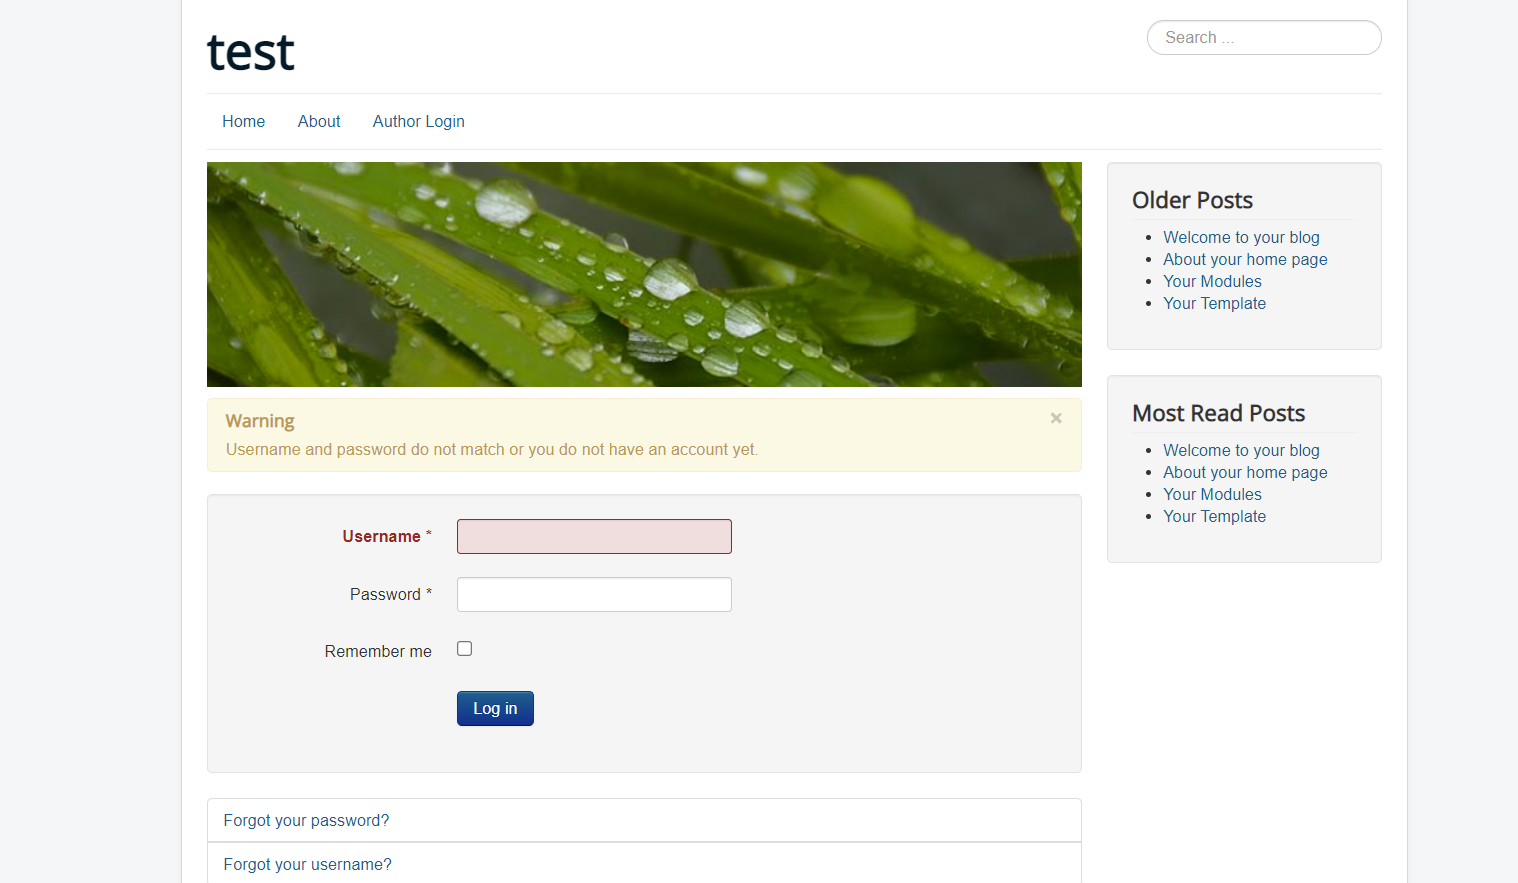 test
Search ...
Home
About
Author Login
Warning
×
Username and password do not match or you do not have an account yet.
Username *
Password *
Remember me
Log in
Forgot your password?
Forgot your username?
Older Posts
Welcome to your blog
About your home page
Your Modules
Your Template
Most Read Posts
Welcome to your blog
About your home page
Your Modules
Your Template